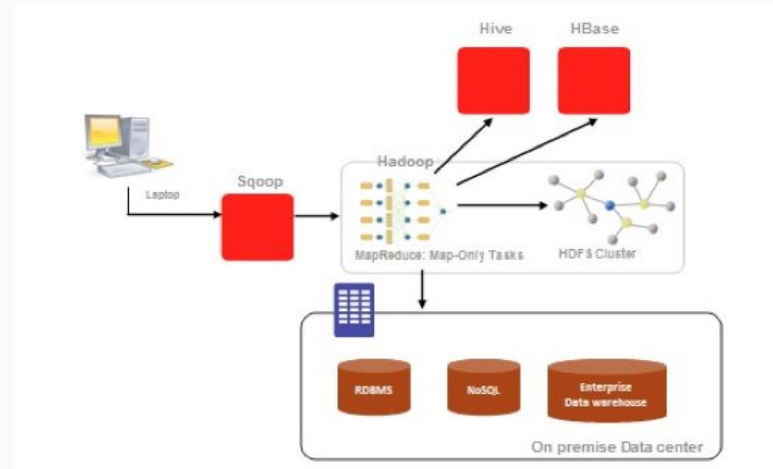 Hive
HBase
Laptop
Sqoop
Hadoop
MapReduce: Map-Only Tasks
HDFS Cluster
RDBMS
NoSQL
Enterprise
Data warehouse
On premise Data center